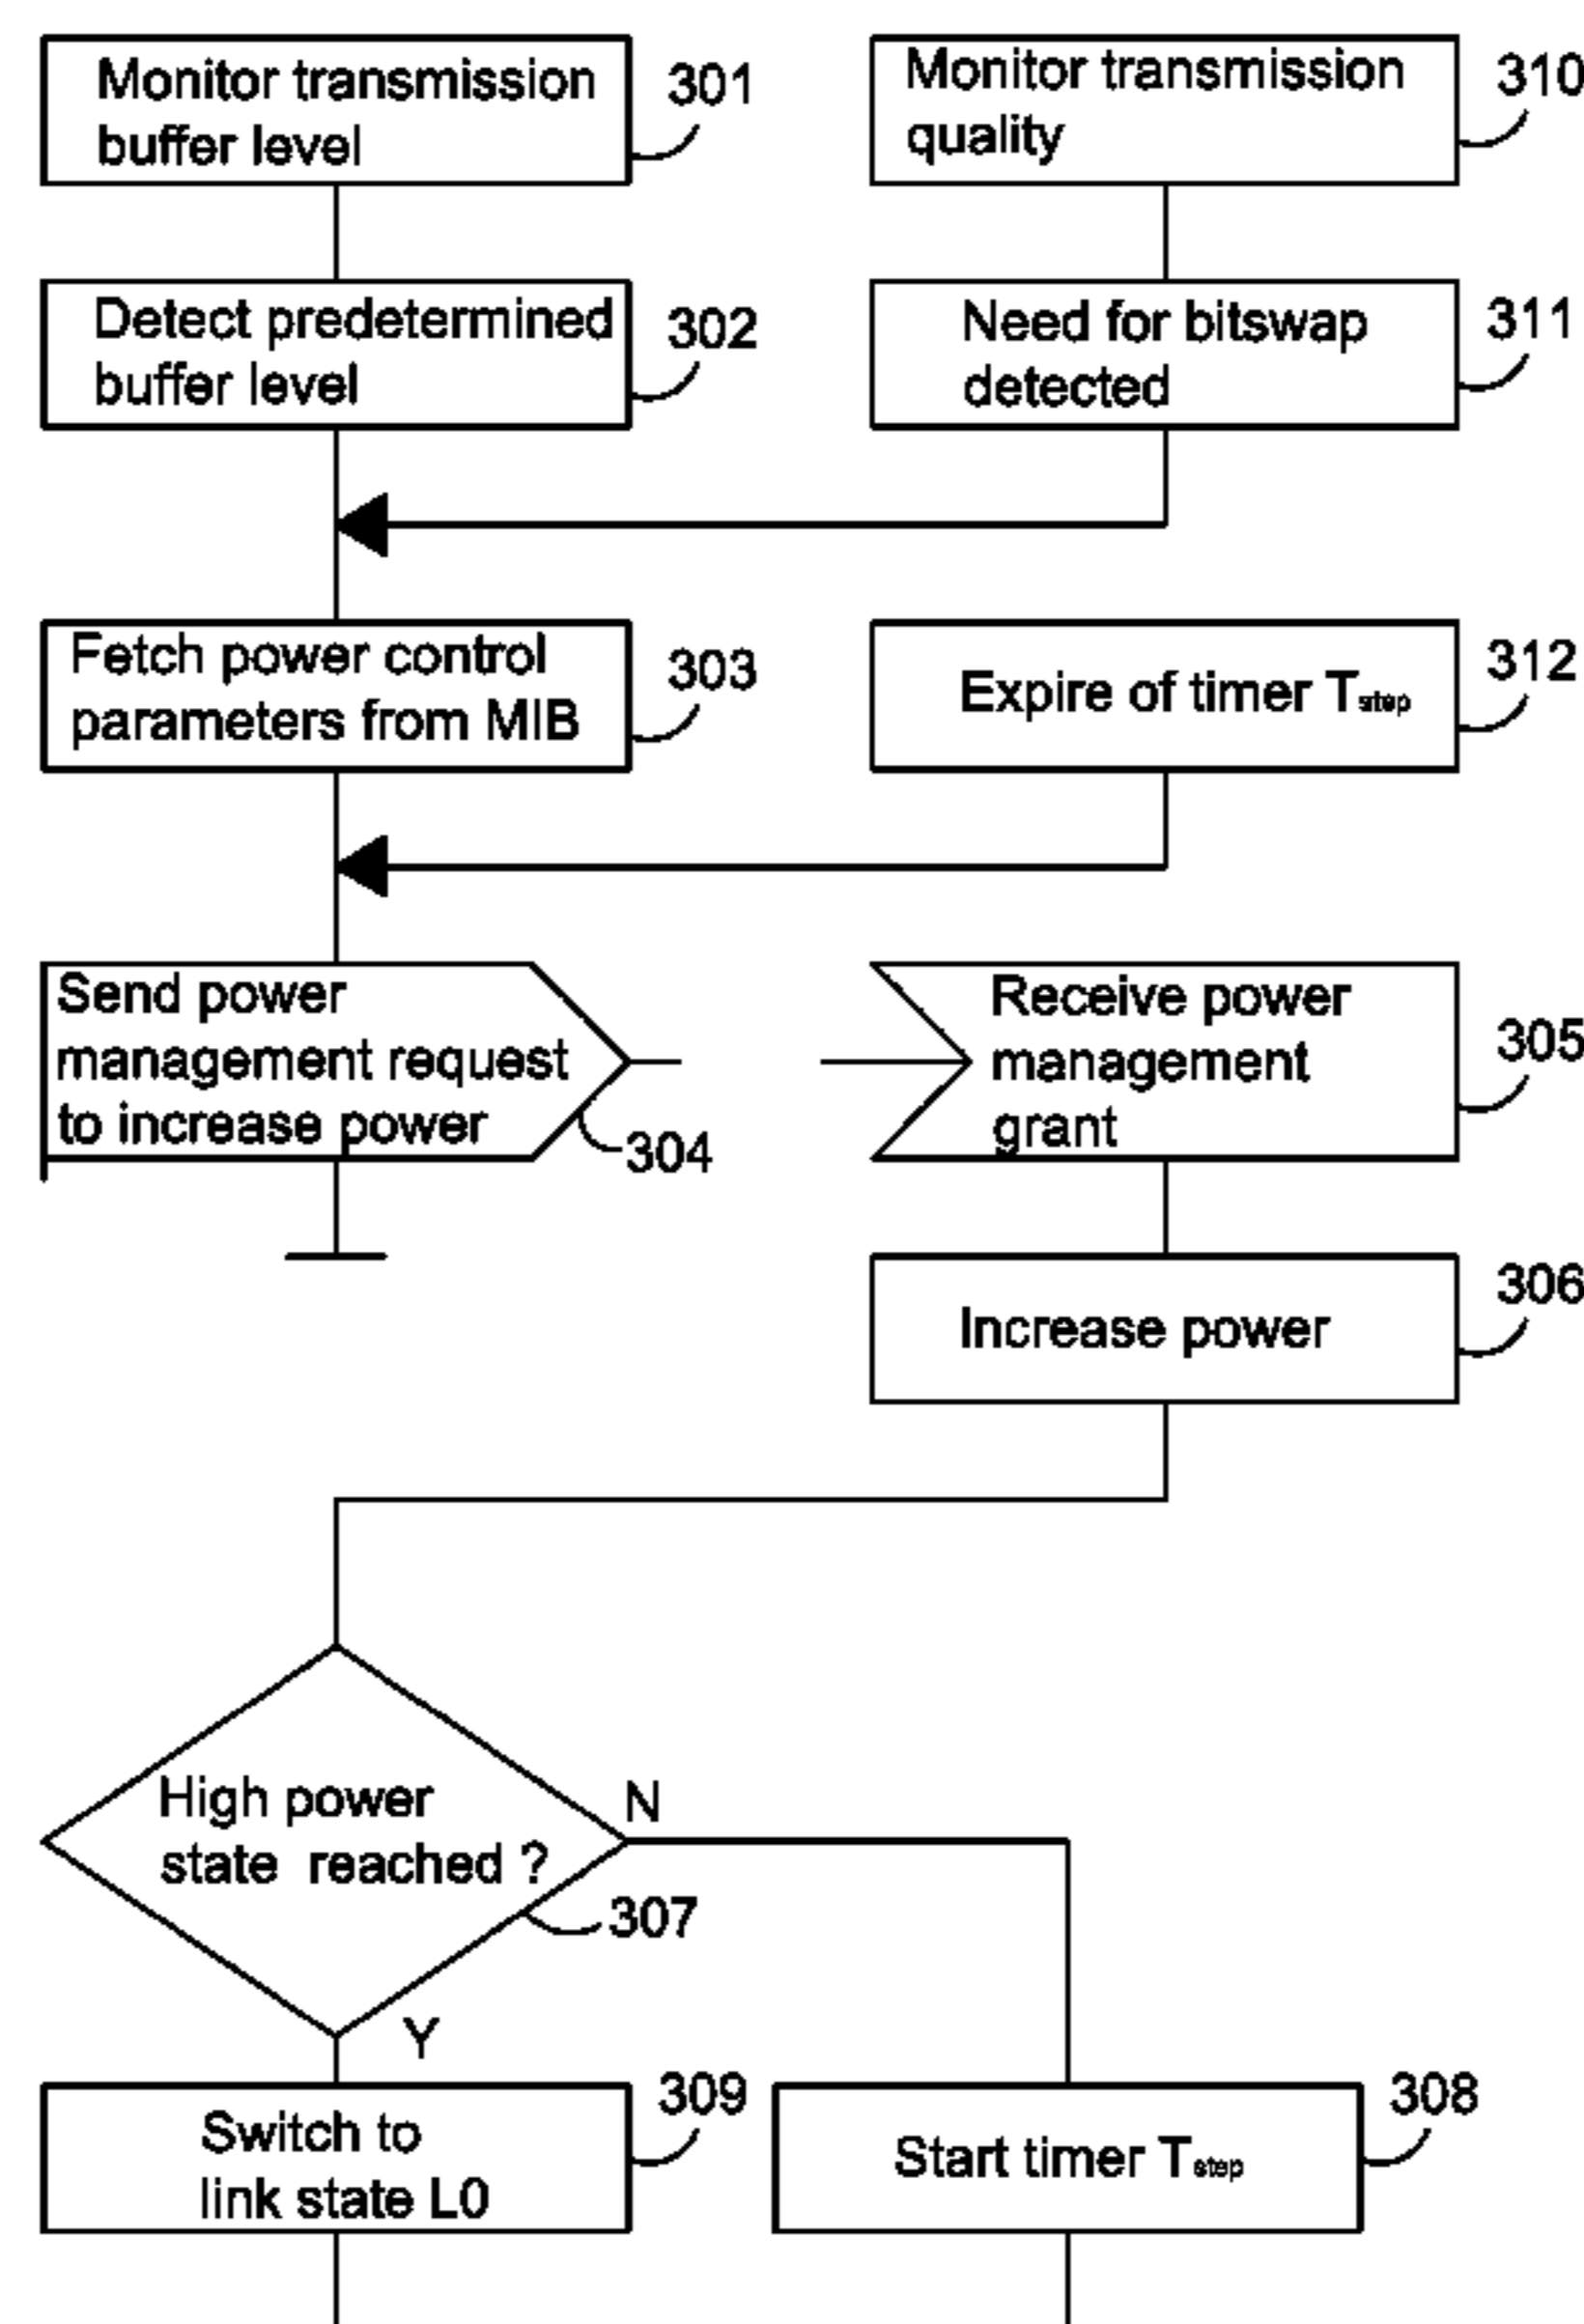 Monitor transmission
buffer level
301
Monitor transmission
quality
310
Detect predetermined
buffer level
302
Need for bitswap
detected
311
Fetch power control
parameters from MIB
303
Expire of timer Tstep
312
Send power
management request
to increase power
304
Receive power
management
grant
305
Increase power
306
High power
state reached ?
N
307
Y
Switch to
link state L0
309
Start timer Tstep
308